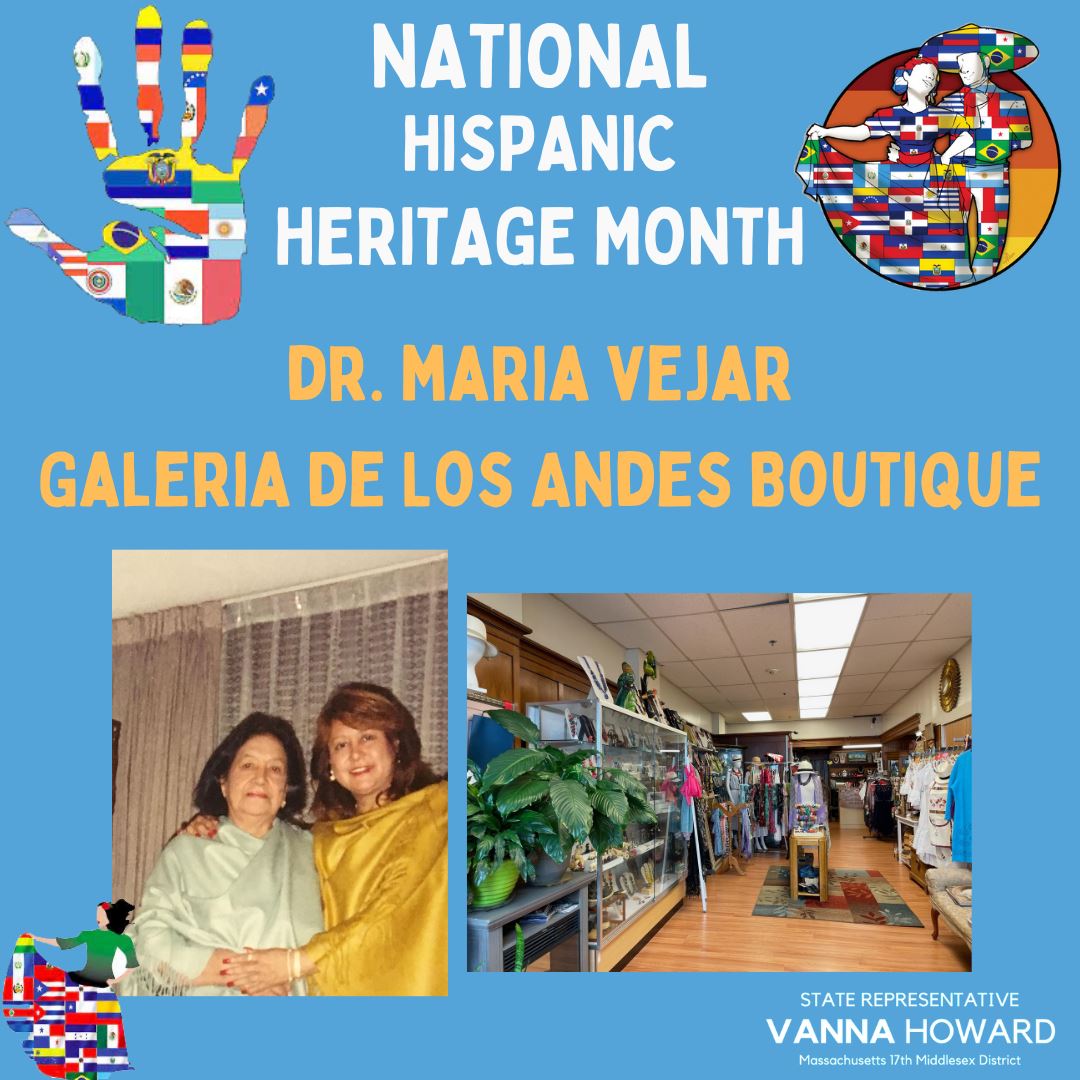 NATIONAL
HISPANIC
HERITAGE MONTH
DR. MARIA VEJAR
GALERIA DE LOS ANDES BOUTIQUE
STATE REPRESENTATIVE
VANNA HOWARD
Massachusetts 17th Middlesex District